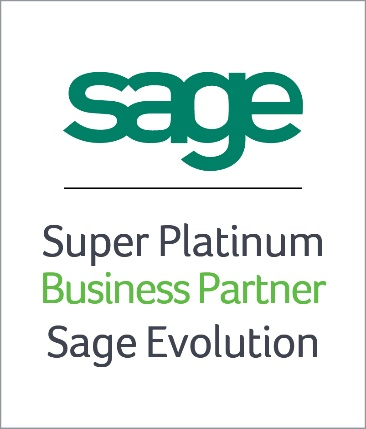 sage
Super Platinum
Business Partner
Sage Evolution